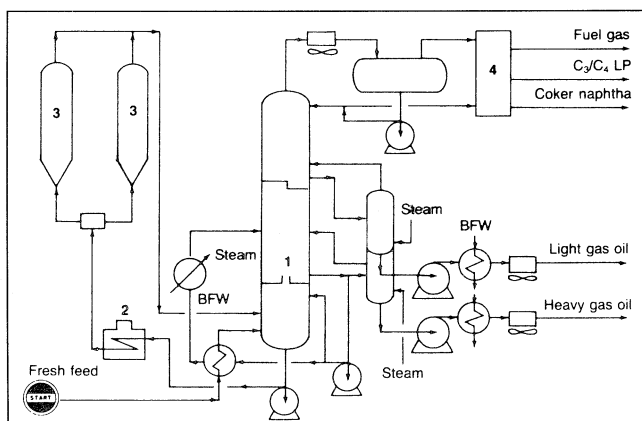 Fuel gas
C₃/C₄ LP
Coker naphtha
4
3
3
Steam
BFW
Steam
BFW
1
Light gas oil
2
Heavy gas oil
Steam
Fresh feed
START